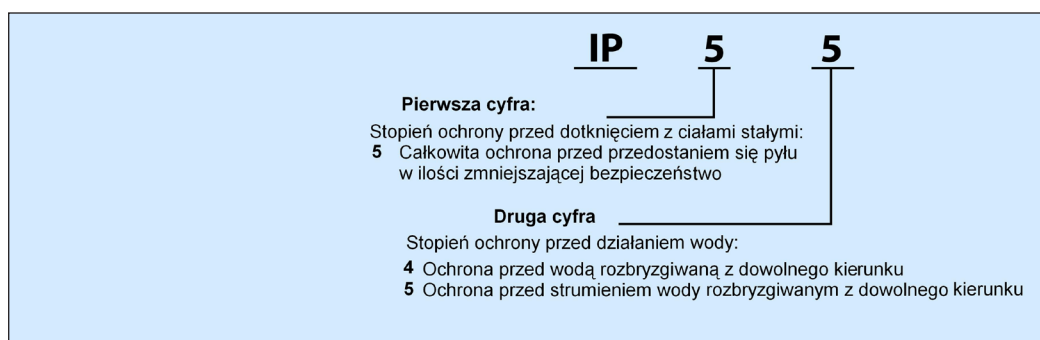 IP 5 5
Pierwsza cyfra:
Stopień ochrony przed dotknięciem z ciałami stałymi:
5 Całkowita ochrona przed przedostaniem się pyłu
w ilości zmniejszającej bezpieczeństwo
Druga cyfra
Stopień ochrony przed działaniem wody:
4 Ochrona przed wodą rozbryzgiwaną z dowolnego kierunku
5 Ochrona przed strumieniem wody rozbryzgiwanym z dowolnego kierunku